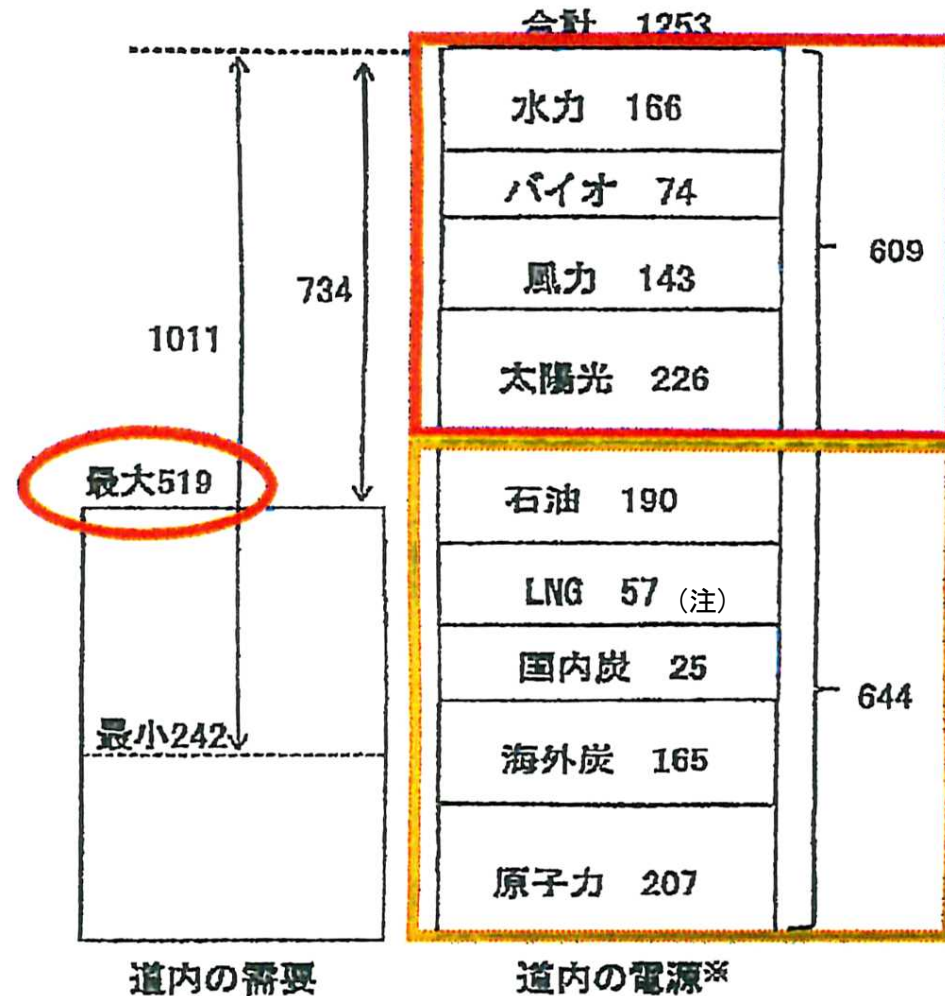 合計 1253
水力 166
バイオ 74
風力 143
太陽光 226
609
734
1011
最大519
石油 190
LNG 57 (注)
国内炭 25
海外炭 165
原子力 207
644
最小242
道内の需要
道内の電源※